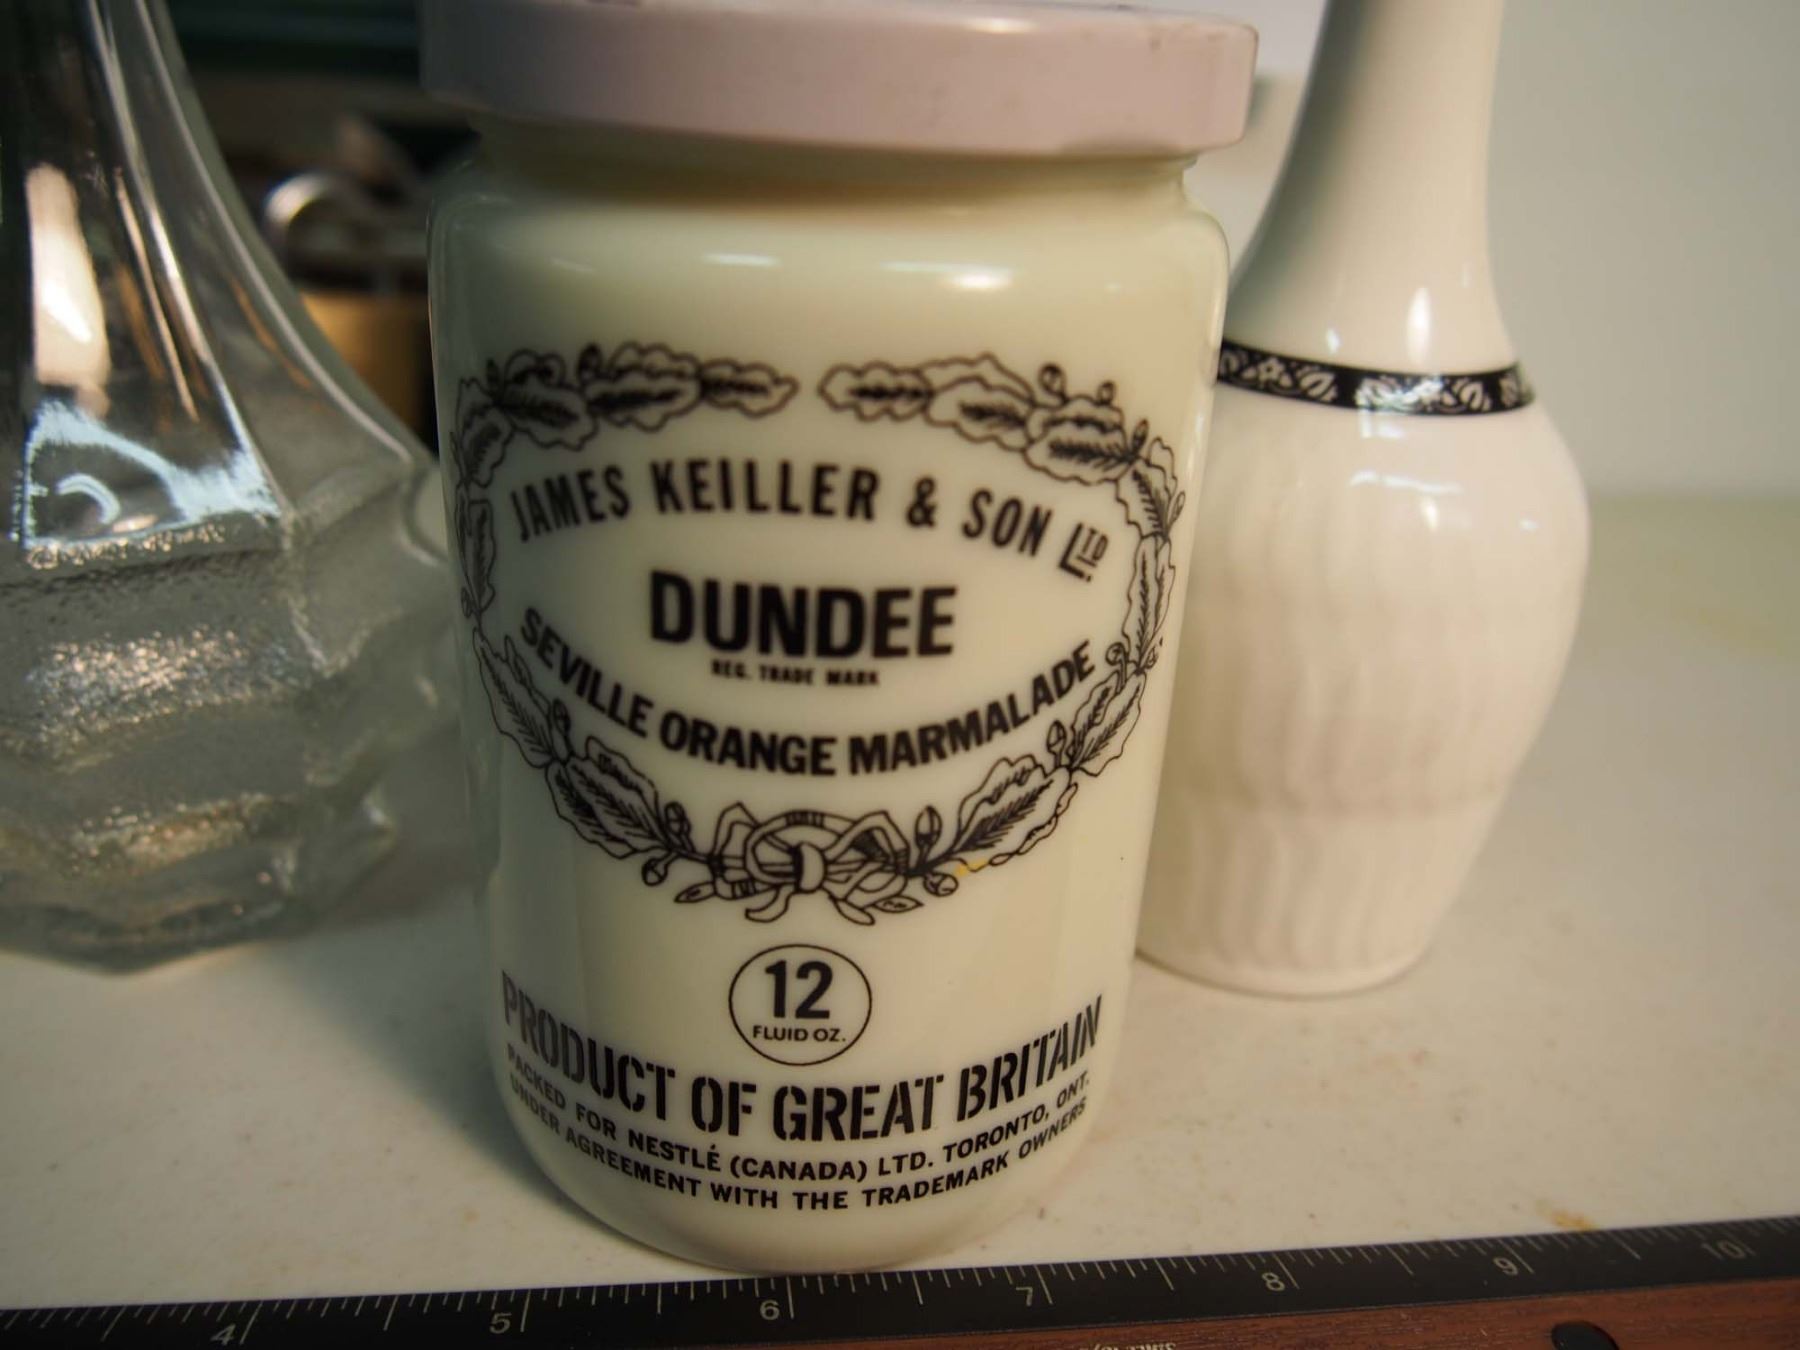 JAMES KEILLER & SON LTD
DUNDEE
REG. TRADE MARK
SEVILLE ORANGE MARMALADE
12
FLUID OZ.
PRODUCT OF GREAT BRITAIN
PACKED FOR NESTLÉ (CANADA) LTD. TORONTO, ONT.
UNDER AGREEMENT WITH THE TRADEMARK OWNERS
4 5 6 7 8 9 10